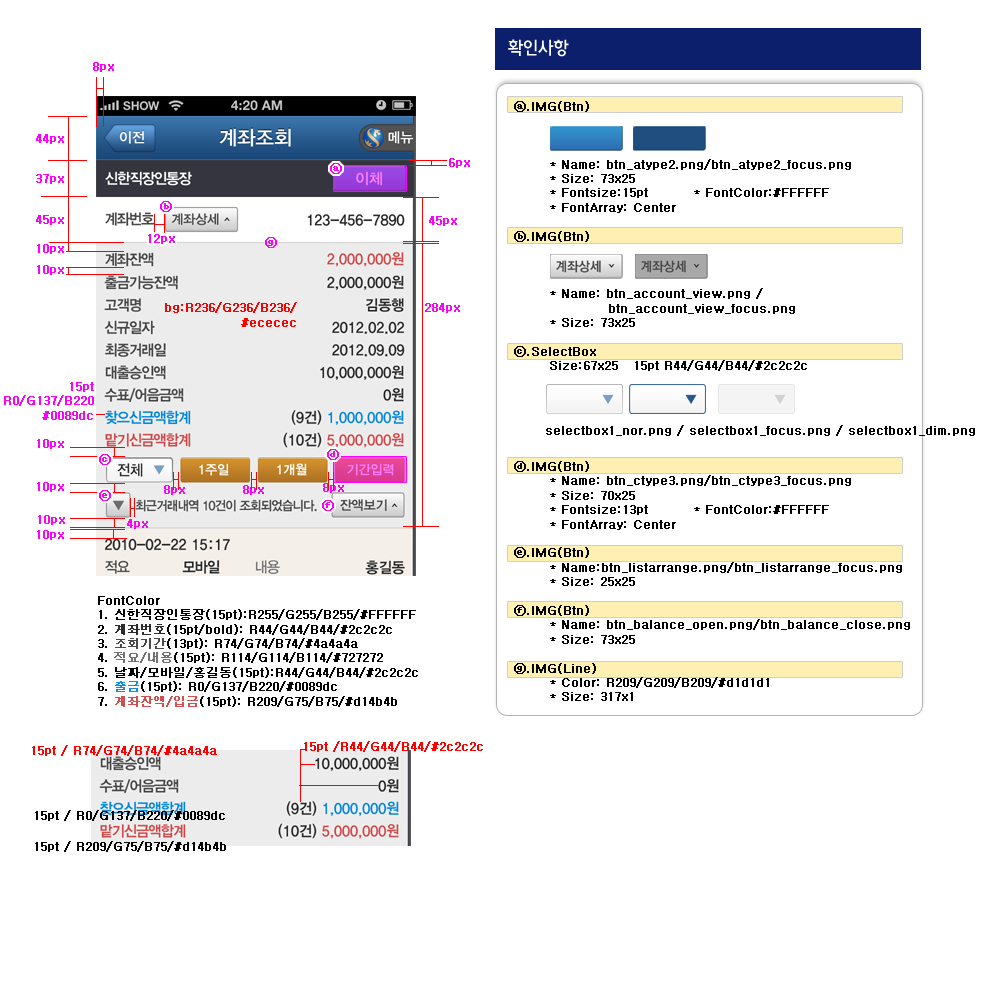 확인사항
8px
SHOW 4:20 AM
44px
이전 계좌조회 메뉴
6px
37px
신한직장인통장 ⓐ 이체
45px
계좌번호 ⓑ 계좌상세 123-456-7890
45px
12px
10px
ⓖ
계좌잔액 2,000,000원
10px
출금가능잔액 2,000,000원
고객명 김동행
bg:R236/G236/B236/
#ececec
284px
신규일자 2012.02.02
최종거래일 2012.09.09
대출승인액 10,000,000원
15pt
R0/G137/B220
#0089dc
수표/어음금액 0원
찾으신금액합계 (9건) 1,000,000원
맡기신금액합계 (10건) 5,000,000원
10px
ⓒ 전체 1주일 1개월 ⓓ 기간입력
10px
8px 8px 8px
ⓔ 최근거래내역 10건이 조회되었습니다. ⓕ 잔액보기
10px
4px
10px
2010-02-22 15:17
적요 모바일 내용 홍길동
FontColor
1. 신한직장인통장(15pt):R255/G255/B255/#FFFFFF
2. 계좌번호(15pt/bold): R44/G44/B44/#2c2c2c
3. 조회기간(13pt): R74/G74/B74/#4a4a4a
4. 적요/내용(15pt): R114/G114/B114/#727272
5. 날짜/모바일/홍길동(15pt):R44/G44/B44/#2c2c2c
6. 출금(15pt): R0/G137/B220/#0089dc
7. 계좌잔액/입금(15pt): R209/G75/B75/#d14b4b
15pt / R74/G74/B74/#4a4a4a
15pt /R44/G44/B44/#2c2c2c
대출승인액 10,000,000원
수표/어음금액 0원
찾으신금액합계 (9건) 1,000,000원
15pt / R0/G137/B220/#0089dc
맡기신금액합계 (10건) 5,000,000원
15pt / R209/G75/B75/#d14b4b
ⓐ.IMG(Btn)
* Name: btn_atype2.png/btn_atype2_focus.png
* Size: 73x25
* Fontsize:15pt * FontColor:#FFFFFF
* FontArray: Center
ⓑ.IMG(Btn)
계좌상세 계좌상세
* Name: btn_account_view.png /
btn_account_view_focus.png
* Size: 73x25
ⓒ.SelectBox
Size:67x25 15pt R44/G44/B44/#2c2c2c
selectbox1_nor.png / selectbox1_focus.png / selectbox1_dim.png
ⓓ.IMG(Btn)
* Name: btn_ctype3.png/btn_ctype3_focus.png
* Size: 70x25
* Fontsize:13pt * FontColor:#FFFFFF
* FontArray: Center
ⓔ.IMG(Btn)
* Name:btn_listarrange.png/btn_listarrange_focus.png
* Size: 25x25
ⓕ.IMG(Btn)
* Name: btn_balance_open.png/btn_balance_close.png
* Size: 73x25
ⓖ.IMG(Line)
* Color: R209/G209/B209/#d1d1d1
* Size: 317x1